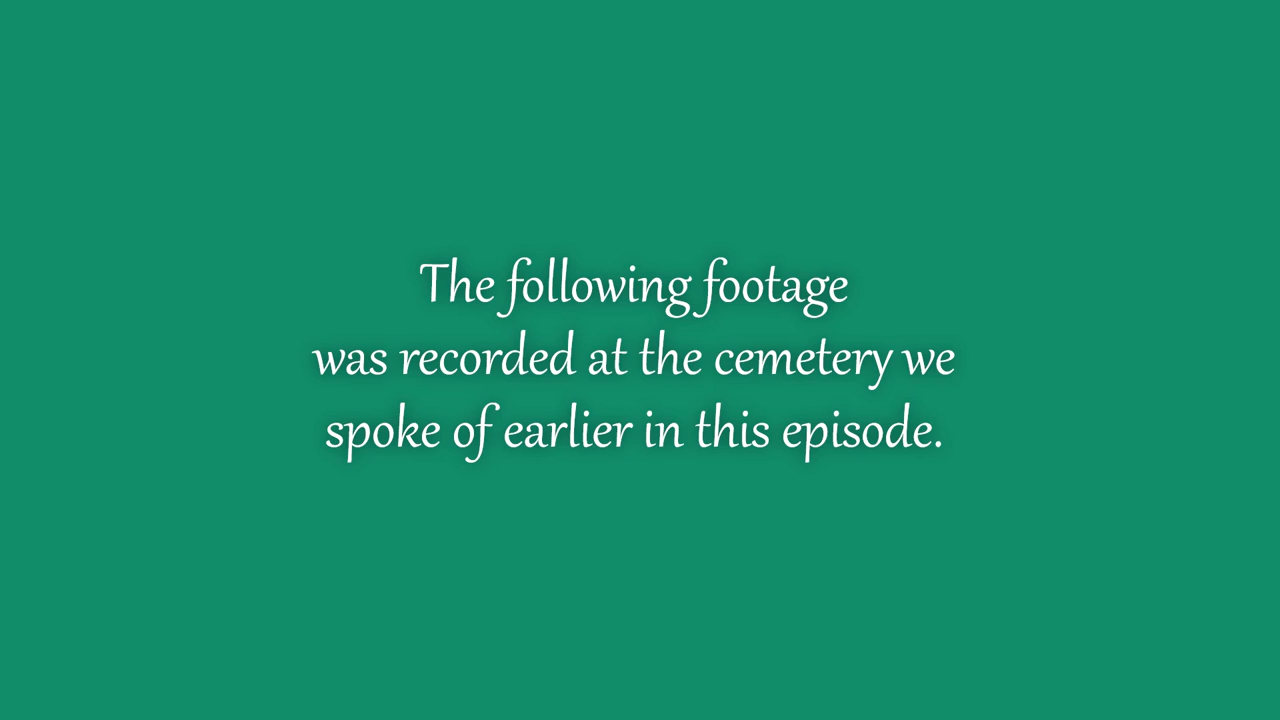 The following footage
was recorded at the cemetery we
spoke of earlier in this episode.